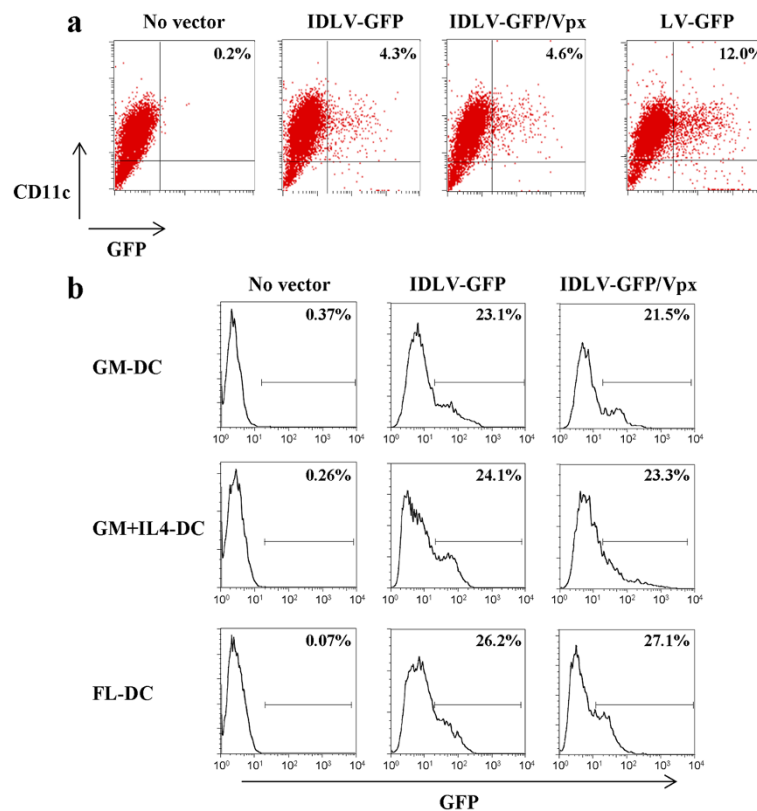 a
No vector IDLV-GFP IDLV-GFP/Vpx LV-GFP
0.2% 4.3% 4.6% 12.0%
CD11c
GFP
b
No vector IDLV-GFP IDLV-GFP/Vpx
GM-DC
0.37% 23.1% 21.5%
10⁰ 10¹ 10² 10³ 10⁴ 10⁰ 10¹ 10² 10³ 10⁴ 10⁰ 10¹ 10² 10³ 10⁴
GM+IL4-DC
0.26% 24.1% 23.3%
10⁰ 10¹ 10² 10³ 10⁴ 10⁰ 10¹ 10² 10³ 10⁴ 10⁰ 10¹ 10² 10³ 10⁴
FL-DC
0.07% 26.2% 27.1%
10⁰ 10¹ 10² 10³ 10⁴ 10⁰ 10¹ 10² 10³ 10⁴ 10⁰ 10¹ 10² 10³ 10⁴
GFP